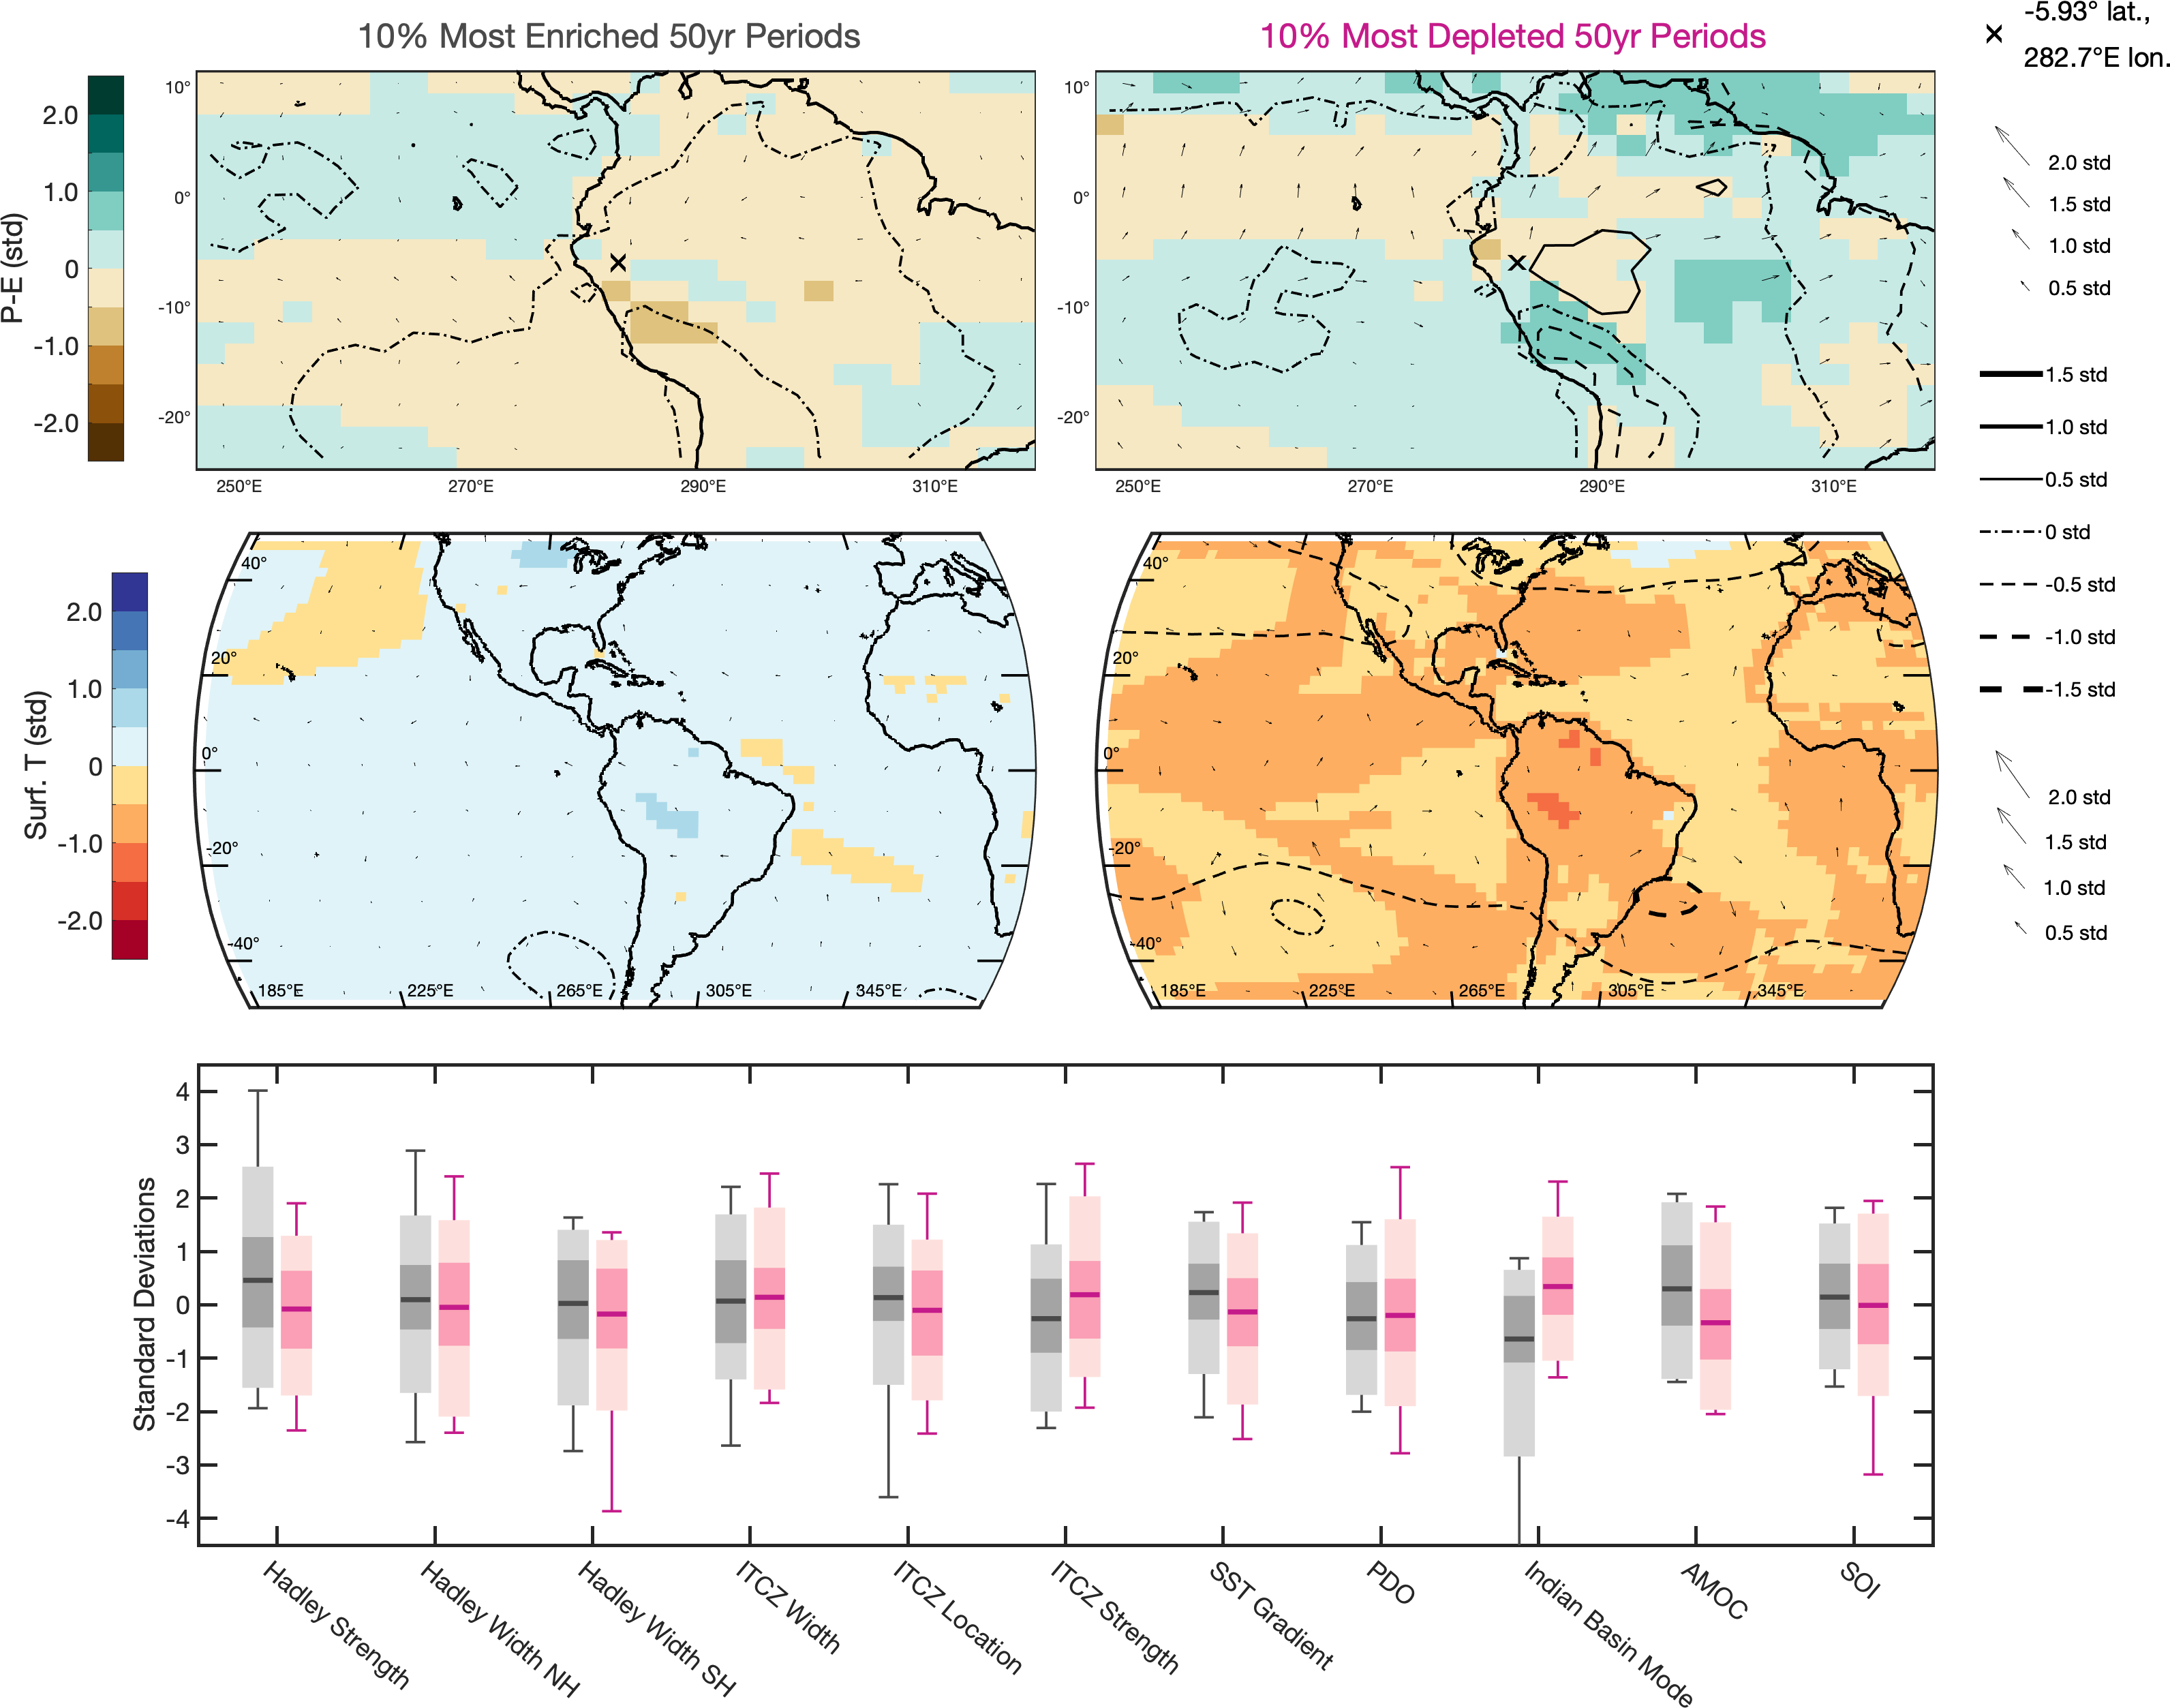 10% Most Enriched 50yr Periods
10% Most Depleted 50yr Periods
-5.93° lat.,
282.7°E lon.
P-E (std)
2.0
1.0
0
-1.0
-2.0
10°
0°
-10°
-20°
250°E 270°E 290°E 310°E
10°
0°
-10°
-20°
250°E 270°E 290°E 310°E
2.0 std
1.5 std
1.0 std
0.5 std
1.5 std
1.0 std
0.5 std
0 std
-0.5 std
-1.0 std
-1.5 std
Surf. T (std)
2.0
1.0
0
-1.0
-2.0
40°
20°
0°
-20°
-40°
185°E 225°E 265°E 305°E 345°E
40°
20°
0°
-20°
-40°
185°E 225°E 265°E 305°E 345°E
2.0 std
1.5 std
1.0 std
0.5 std
Standard Deviations
4
3
2
1
0
-1
-2
-3
-4
Hadley Strength
Hadley Width NH
Hadley Width SH
ITCZ Width
ITCZ Location
ITCZ Strength
SST Gradient
PDO
Indian Basin Mode
AMOC
SOI